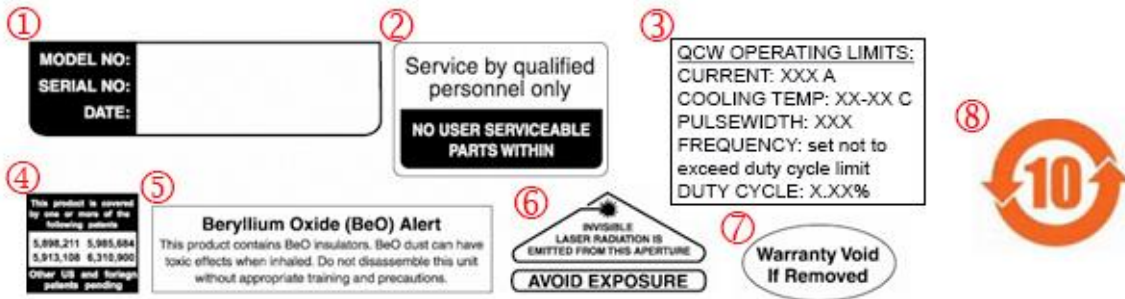 ①
MODEL NO:
SERIAL NO:
DATE:
②
Service by qualified
personnel only
NO USER SERVICEABLE
PARTS WITHIN
③
QCW OPERATING LIMITS:
CURRENT: XXX A
COOLING TEMP: XX-XX C
PULSEWIDTH: XXX
FREQUENCY: set not to
exceed duty cycle limit
DUTY CYCLE: X.XX%
④
This product is covered
by one or more of the
following patents
5,898,211 5,985,684
5,913,108 6,310,900
Other US and foriegn
patents pending
⑤
Beryllium Oxide (BeO) Alert
This product contains BeO insulators. BeO dust can have
toxic effects when inhaled. Do not disassemble this unit
without appropriate training and precautions.
⑥
INVISIBLE
LASER RADIATION IS
EMITTED FROM THIS APERTURE
AVOID EXPOSURE
⑦
Warranty Void
If Removed
⑧
10